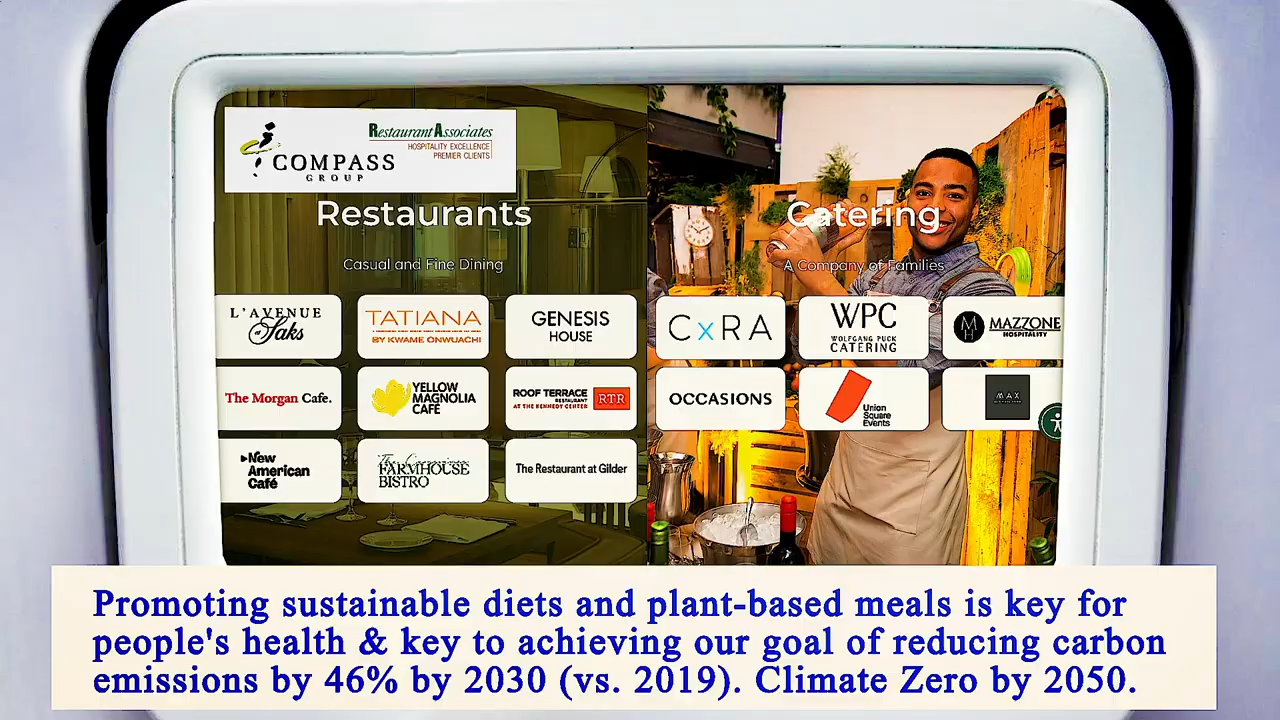 COMPASS
GROUP
Restaurant Associates
HOSPITALITY EXCELLENCE
PREMIER CLIENTS
Restaurants
Casual and Fine Dining
L'AVENUE
Saks
TATIANA
BY KWAME ONWUACHI
GENESIS
HOUSE
The Morgan Cafe.
YELLOW
MAGNOLIA
CAFÉ
ROOF TERRACE
RESTAURANT
AT THE KENNEDY CENTER
RTR
New
American
Café
FARMHOUSE
BISTRO
The Restaurant at Gilder
Catering
A Company of Families
CxRA
WPC
WOLFGANG PUCK
CATERING
MH
MAZZONE
HOSPITALITY
OCCASIONS
Union
Square
Events
MAX
Promoting sustainable diets and plant-based meals is key for
people's health & key to achieving our goal of reducing carbon
emissions by 46% by 2030 (vs. 2019). Climate Zero by 2050.